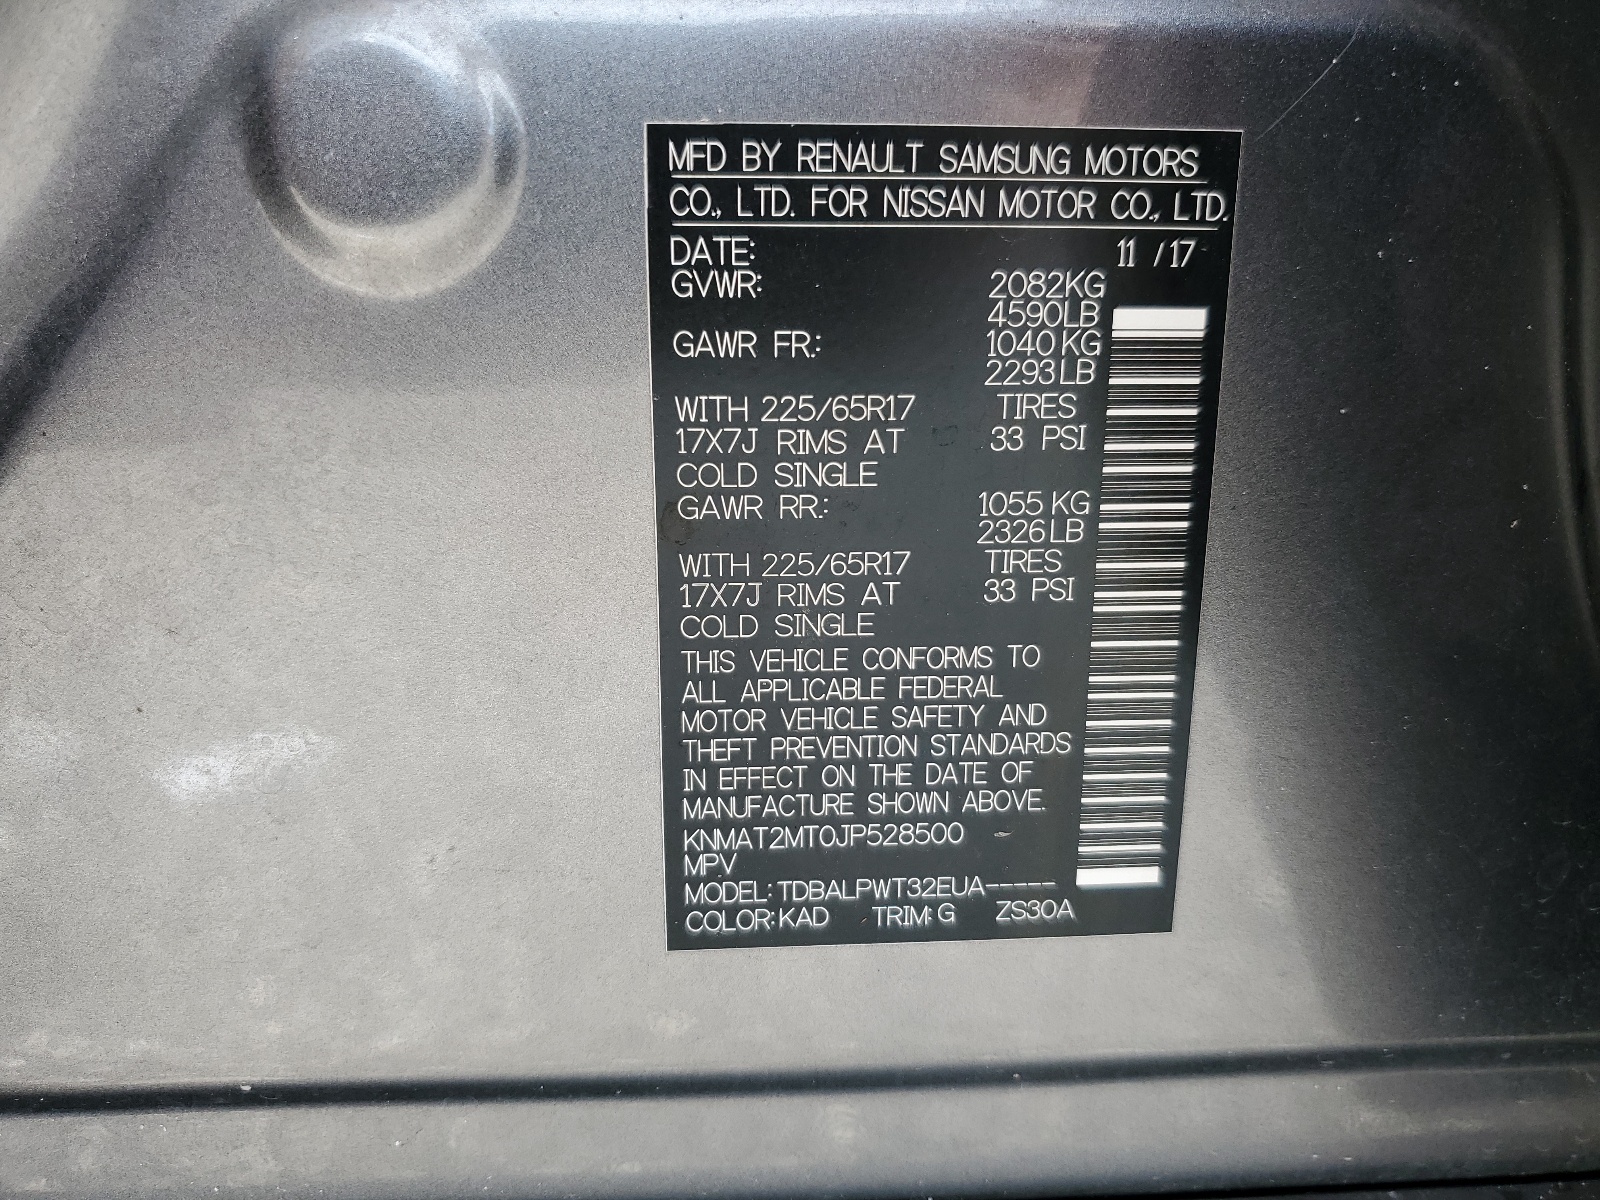 MFD BY RENAULT SAMSUNG MOTORS
CO., LTD. FOR NISSAN MOTOR CO., LTD.
DATE: 11 / 17
GVWR: 2082KG
4590LB
GAWR FR.: 1040 KG
2293LB
WITH 225/65R17 TIRES
17X7J RIMS AT 33 PSI
COLD SINGLE
GAWR RR.: 1055 KG
2326LB
WITH 225/65R17 TIRES
17X7J RIMS AT 33 PSI
COLD SINGLE
THIS VEHICLE CONFORMS TO
ALL APPLICABLE FEDERAL
MOTOR VEHICLE SAFETY AND
THEFT PREVENTION STANDARDS
IN EFFECT ON THE DATE OF
MANUFACTURE SHOWN ABOVE.
KNMAT2MT0JP528500
MPV
MODEL: TDBALPWT32EUA-----
COLOR: KAD TRIM: G ZS30A